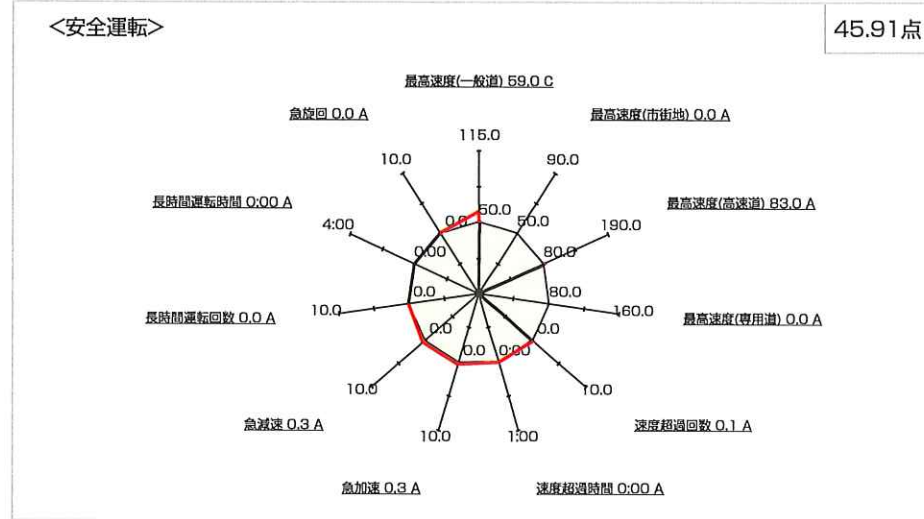 <安全運転>
45.91点
最高速度(一般道) 59.0 C
急旋回 0.0 A
最高速度(市街地) 0.0 A
115.0
10.0
90.0
長時間運転時間 0:00 A
最高速度(高速道) 83.0 A
4:00
190.0
0.0
50.0
50.0
0:00
80.0
長時間運転回数 0.0 A
10.0
0.0
80.0
160.0
最高速度(専用道) 0.0 A
0.0
0.0
0.0
0:00
10.0
10.0
急減速 0.3 A
速度超過回数 0.1 A
10.0
1:00
急加速 0.3 A
速度超過時間 0:00 A